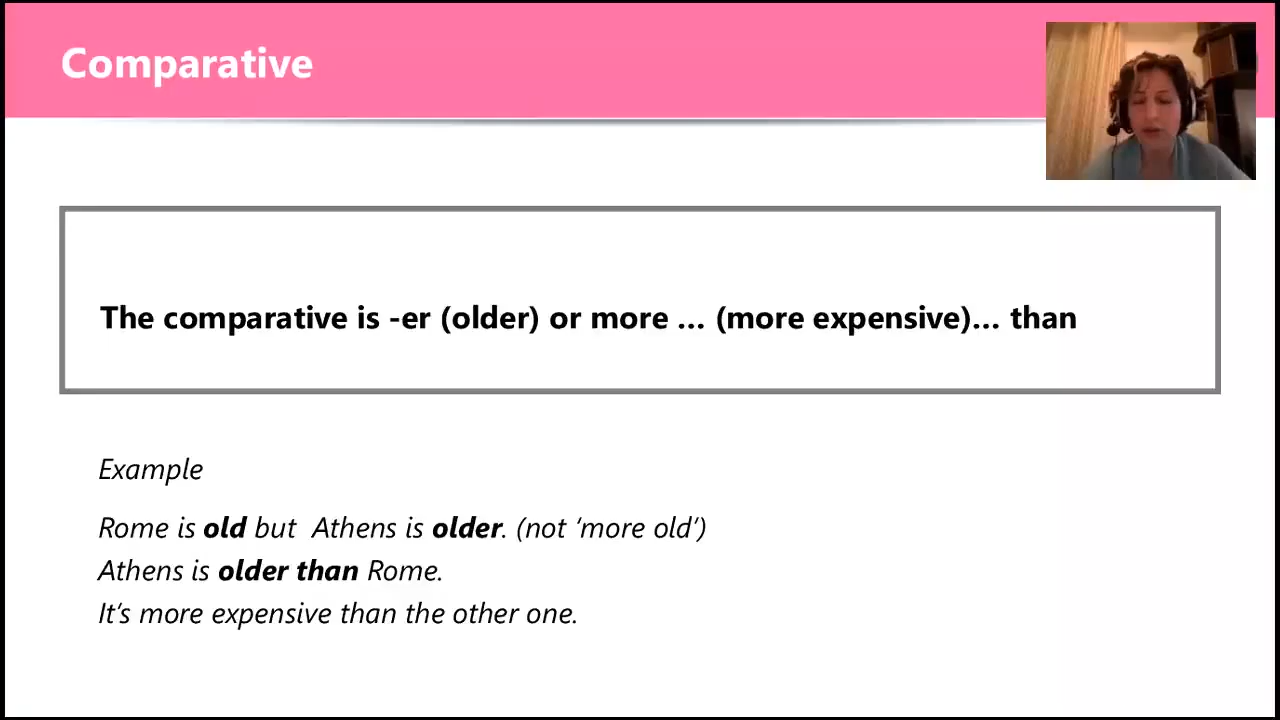 Comparative
The comparative is -er (older) or more ... (more expensive)... than
Example
Rome is old but  Athens is older. (not ‘more old’)
Athens is older than Rome.
It’s more expensive than the other one.